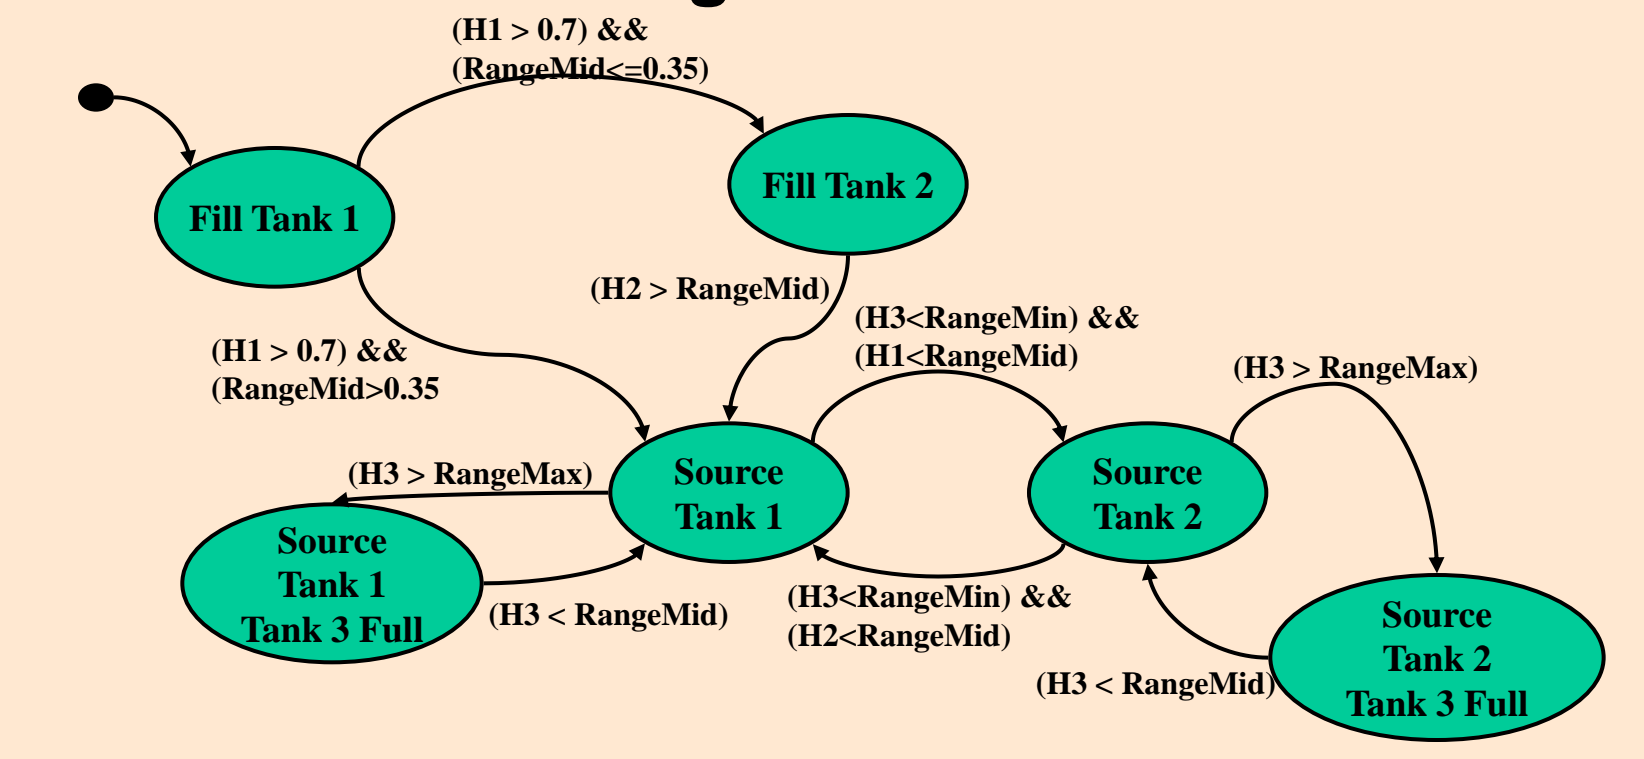 (H1 > 0.7) &&
(RangeMid<=0.35)
Fill Tank 1
Fill Tank 2
(H2 > RangeMid)
(H1 > 0.7) &&
(RangeMid>0.35
(H3<RangeMin) &&
(H1<RangeMid)
(H3 > RangeMax)
(H3 > RangeMax)
Source
Tank 1
Source
Tank 2
Source
Tank 1
Tank 3 Full
(H3 < RangeMid)
(H3<RangeMin) &&
(H2<RangeMid)
(H3 < RangeMid)
Source
Tank 2
Tank 3 Full